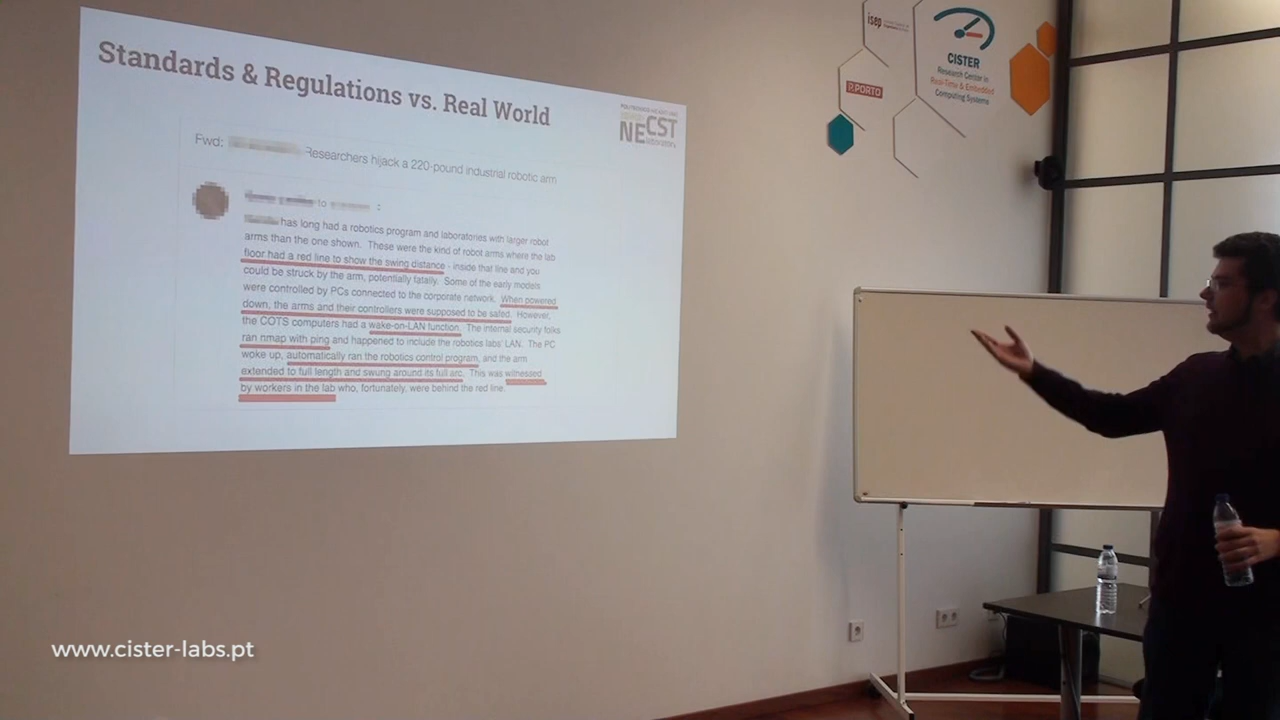 Standards & Regulations vs. Real World
NECST
laboratory
Fwd:
Researchers hijack a 220-pound industrial robotic arm
to
has long had a robotics program and laboratories with larger robot
arms than the one shown. These were the kind of robot arms where the lab
floor had a red line to show the swing distance - inside that line and you
could be struck by the arm, potentially fatally. Some of the early models
were controlled by PCs connected to the corporate network. When powered
down, the arms and their controllers were supposed to be safed. However,
the COTS computers had a wake-on-LAN function. The internal security folks
ran nmap with ping and happened to include the robotics labs' LAN. The PC
woke up, automatically ran the robotics control program, and the arm
extended to full length and swung around its full arc. This was witnessed
by workers in the lab who, fortunately, were behind the red line.
isep
P.PORTO
CISTER
Research Center in
Real-Time & Embedded
Computing Systems
www.cister-labs.pt